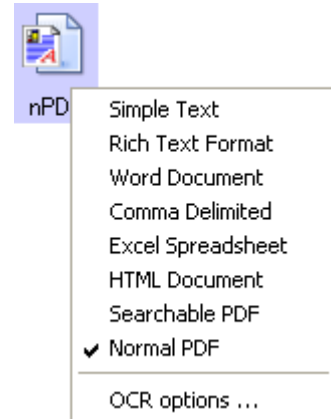 nPD
Simple Text
Rich Text Format
Word Document
Comma Delimited
Excel Spreadsheet
HTML Document
Searchable PDF
Normal PDF
OCR options ...